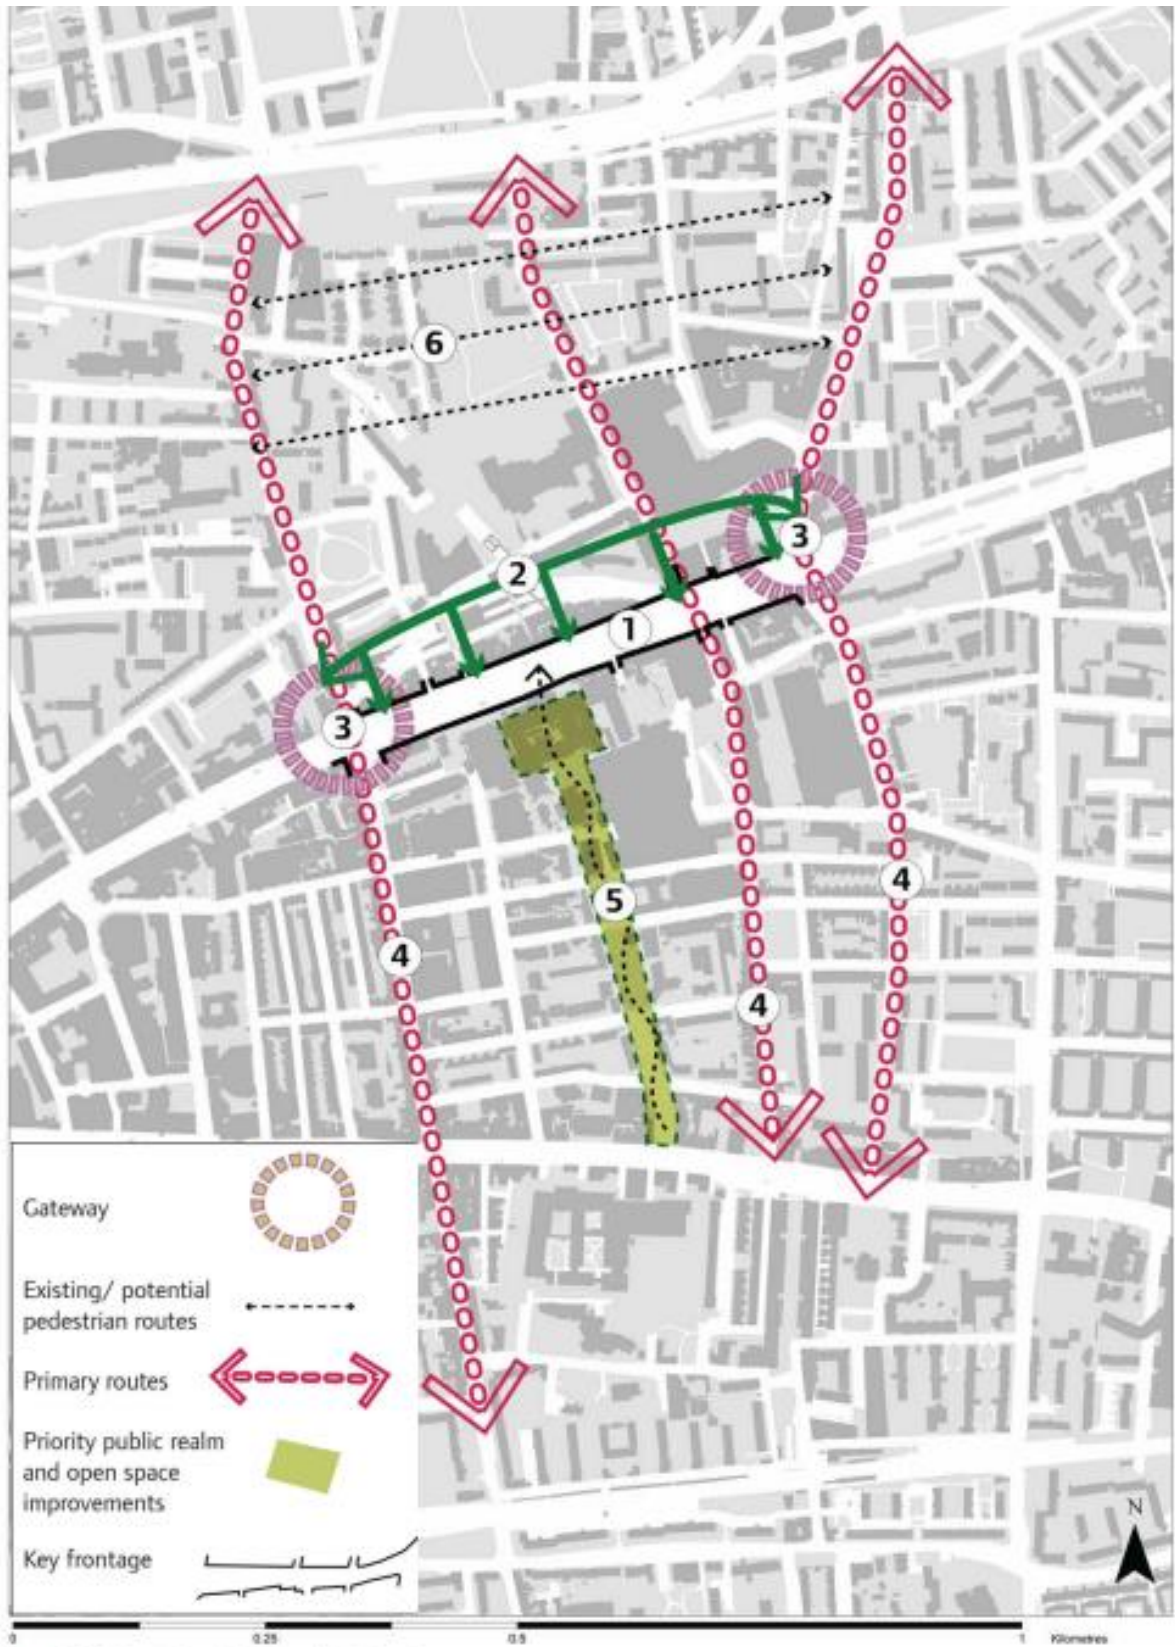 6
3
2
1
3
5
4
4
4
Gateway
Existing/ potential
pedestrian routes
Primary routes
Priority public realm
and open space
improvements
Key frontage
N
0 0.25 0.5 1 Kilometres